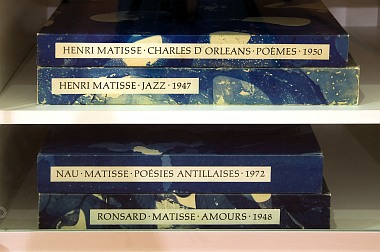 HENRI MATISSE · CHARLES D ORLEANS · POÈMES · 1950
HENRI MATISSE · JAZZ · 1947
NAU · MATISSE · POÉSIES ANTILLAISES · 1972
RONSARD · MATISSE · AMOURS · 1948